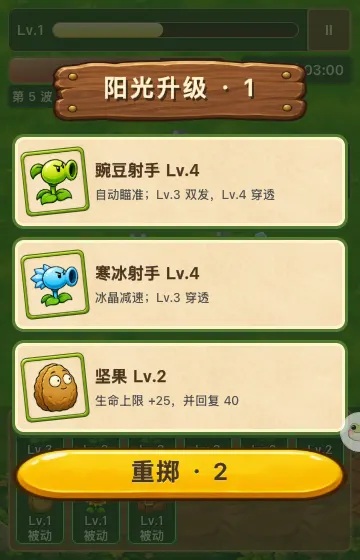 Lv.1
II
03:00
第 5 波
阳光升级 · 1
豌豆射手 Lv.4
自动瞄准；Lv.3 双发，Lv.4 穿透
寒冰射手 Lv.4
冰晶减速；Lv.3 穿透
坚果 Lv.2
生命上限 +25，并回复 40
重掷 · 2
Lv.1 Lv.1 Lv.1
被动 被动 被动